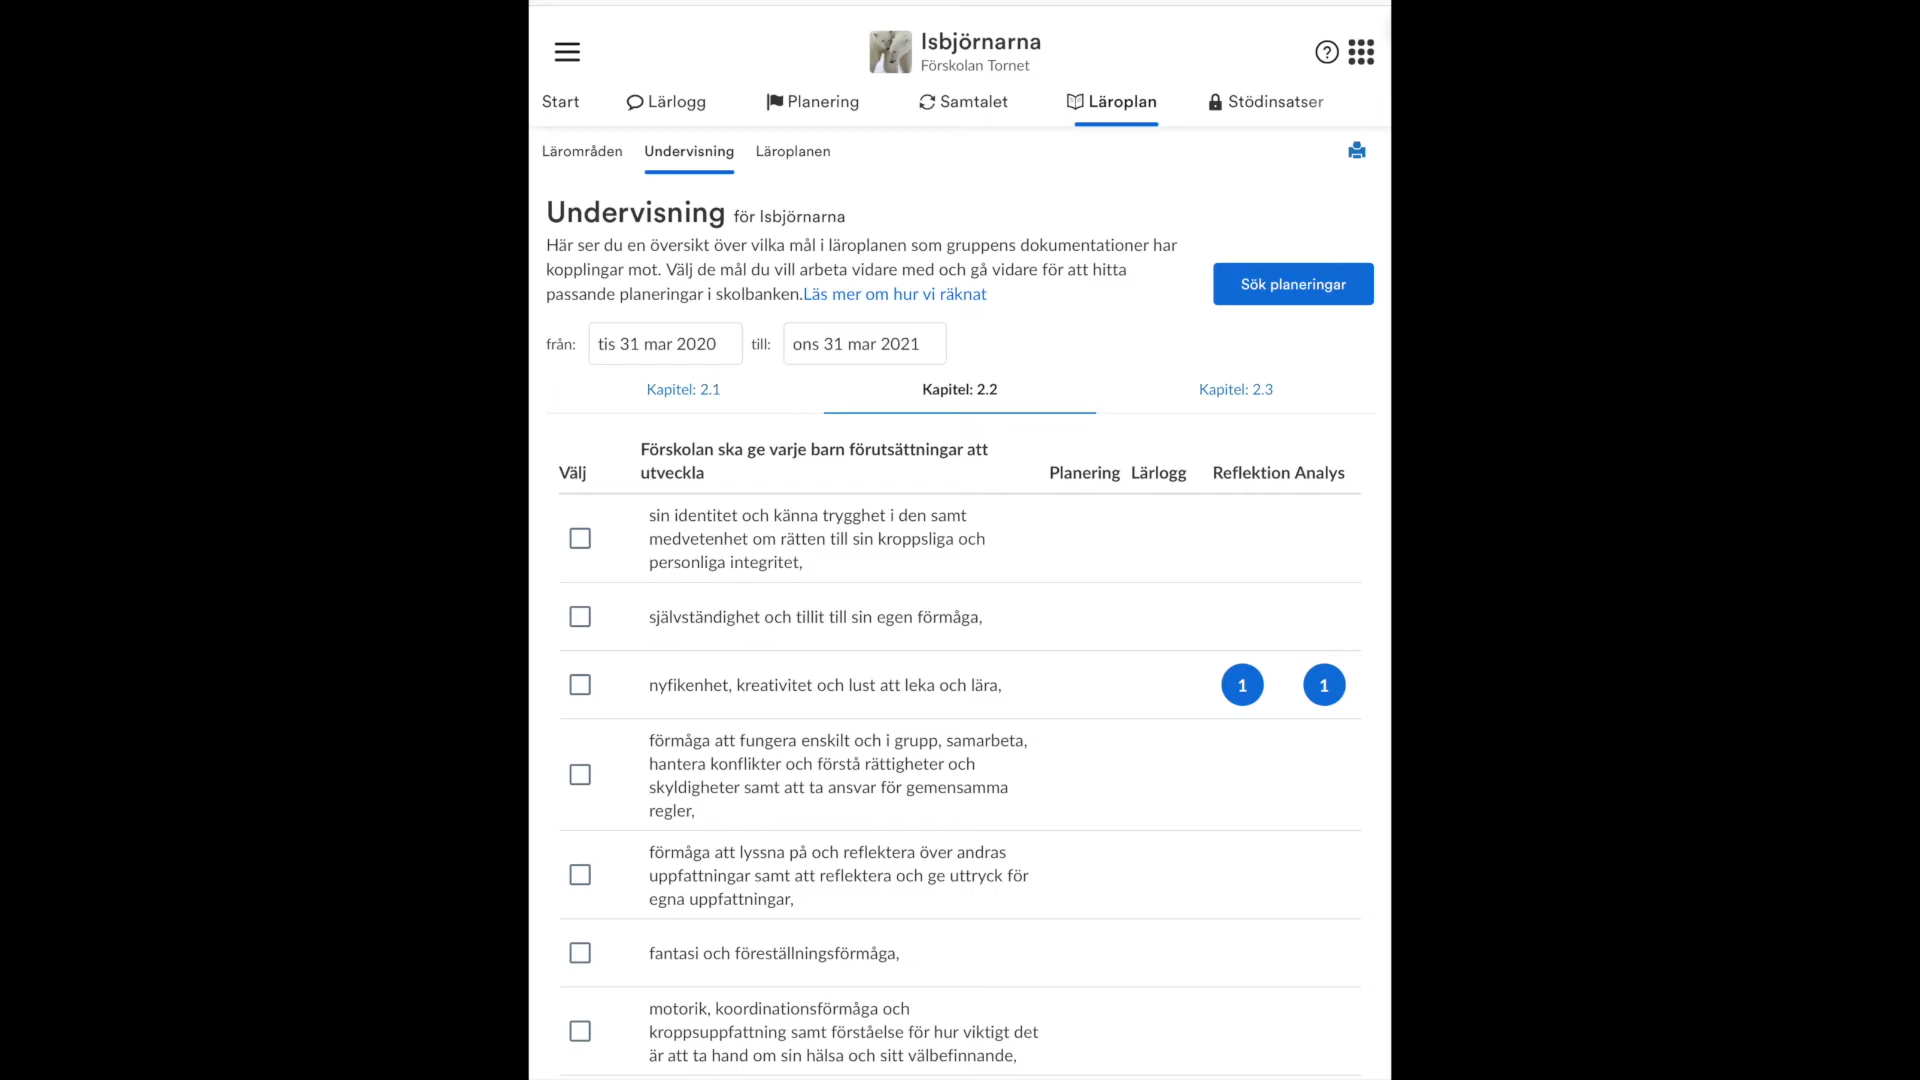 Isbjörnarna
Förskolan Tornet
Start Lärlogg Planering Samtalet Läroplan Stödinsatser
Lärområden Undervisning Läroplanen
Undervisning för Isbjörnarna
Här ser du en översikt över vilka mål i läroplanen som gruppens dokumentationer har
kopplingar mot. Välj de mål du vill arbeta vidare med och gå vidare för att hitta
passande planeringar i skolbanken.Läs mer om hur vi räknat
Sök planeringar
från: tis 31 mar 2020 till: ons 31 mar 2021
Kapitel: 2.1 Kapitel: 2.2 Kapitel: 2.3
Förskolan ska ge varje barn förutsättningar att
Välj utveckla Planering Lärlogg Reflektion Analys
sin identitet och känna trygghet i den samt
medvetenhet om rätten till sin kroppsliga och
personliga integritet,
självständighet och tillit till sin egen förmåga,
nyfikenhet, kreativitet och lust att leka och lära, 1 1
förmåga att fungera enskilt och i grupp, samarbeta,
hantera konflikter och förstå rättigheter och
skyldigheter samt att ta ansvar för gemensamma
regler,
förmåga att lyssna på och reflektera över andras
uppfattningar samt att reflektera och ge uttryck för
egna uppfattningar,
fantasi och föreställningsförmåga,
motorik, koordinationsförmåga och
kroppsuppfattning samt förståelse för hur viktigt det
är att ta hand om sin hälsa och sitt välbefinnande,